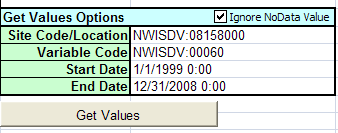 Get Values Options Ignore NoData Value
Site Code/Location NWISDV:08158000
Variable Code NWISDV:00060
Start Date 1/1/1999 0:00
End Date 12/31/2008 0:00
Get Values